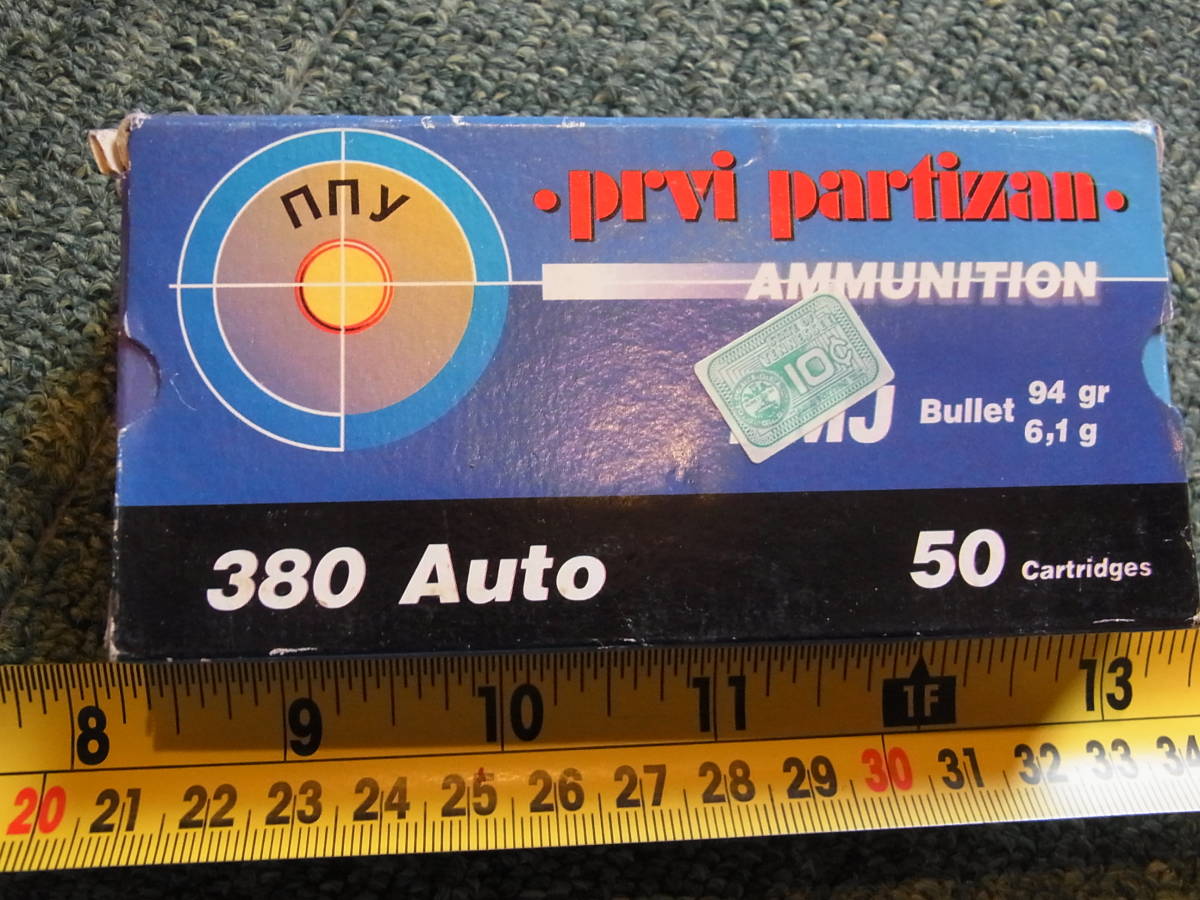 ППУ
•prvi partizan•
AMMUNITION
10¢
MJ Bullet 94 gr
6,1 g
380 Auto
50 Cartridges
8 9 10 11 1F 13
20 21 22 23 24 25 26 27 28 29 30 31 32 33 34